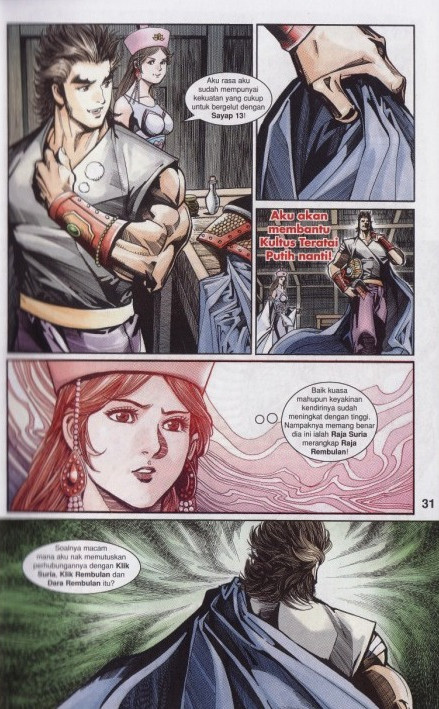 Aku rasa aku
sudah mempunyai
kekuatan yang cukup
untuk bergelut dengan
Sayap 13!
Aku akan
membantu
Kultus Teratai
Putih nanti!
Baik kuasa
mahupun keyakinan
kendirinya sudah
meningkat dengan tinggi.
Nampaknya memang benar
dia ini ialah Raja Suria
merangkap Raja
Rembulan!
31
Soalnya macam
mana aku nak memutuskan
perhubungannya dengan Klik
Suria, Klik Rembulan dan
Dara Rembulan itu?